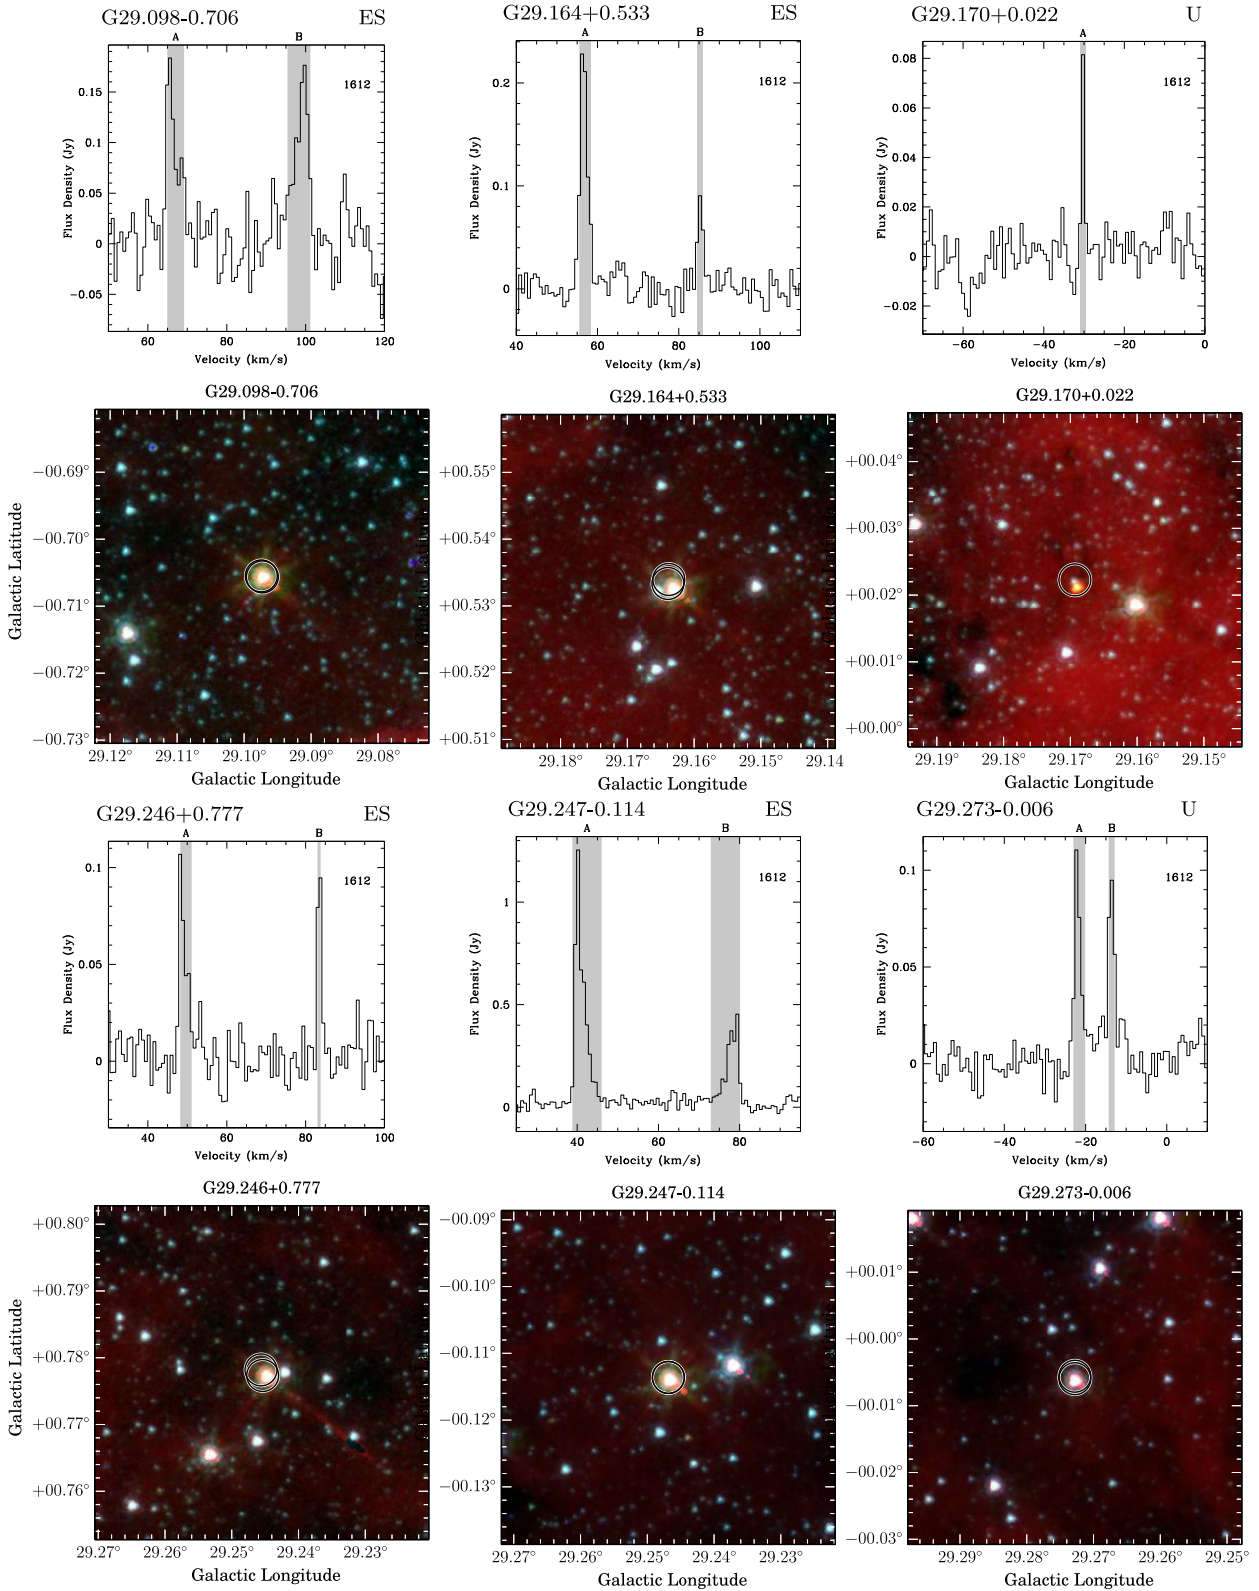 G29.098-0.706 ES
A B
1612
0.15
0.1
0.05
0
−0.05
Flux Density (Jy)
60 80 100 120
Velocity (km/s)
G29.164+0.533 ES
A B
1612
0.2
0.1
0
Flux Density (Jy)
40 60 80 100
Velocity (km/s)
G29.170+0.022 U
A
1612
0.08
0.06
0.04
0.02
0
−0.02
Flux Density (Jy)
−60 −40 −20 0
Velocity (km/s)
G29.098-0.706
−00.69°
−00.70°
−00.71°
−00.72°
−00.73°
Galactic Latitude
29.12° 29.11° 29.10° 29.09° 29.08°
Galactic Longitude
G29.164+0.533
+00.55°
+00.54°
+00.53°
+00.52°
+00.51°
29.18° 29.17° 29.16° 29.15° 29.14
Galactic Longitude
G29.170+0.022
+00.04°
+00.03°
+00.02°
+00.01°
+00.00°
29.19° 29.18° 29.17° 29.16° 29.15°
Galactic Longitude
G29.246+0.777 ES
A B
1612
0.1
0.05
0
Flux Density (Jy)
40 60 80 100
Velocity (km/s)
G29.247-0.114 ES
A B
1612
1
0.5
0
Flux Density (Jy)
40 60 80
Velocity (km/s)
G29.273-0.006 U
A B
1612
0.1
0.05
0
Flux Density (Jy)
−60 −40 −20 0
Velocity (km/s)
G29.246+0.777
+00.80°
+00.79°
+00.78°
+00.77°
+00.76°
Galactic Latitude
29.27° 29.26° 29.25° 29.24° 29.23°
Galactic Longitude
G29.247-0.114
−00.09°
−00.10°
−00.11°
−00.12°
−00.13°
29.27° 29.26° 29.25° 29.24° 29.23°
Galactic Longitude
G29.273-0.006
+00.01°
+00.00°
−00.01°
−00.02°
−00.03°
29.29° 29.28° 29.27° 29.26° 29.25°
Galactic Longitude